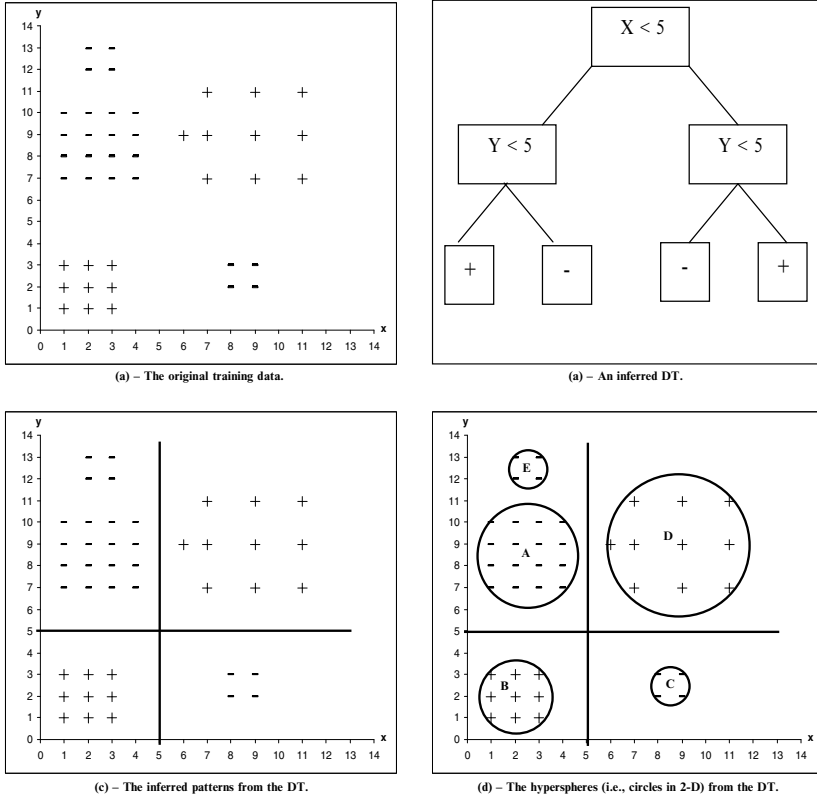 y
14
13
12
11
10
9
8
7
6
5
4
3
2
1
0
x
0 1 2 3 4 5 6 7 8 9 10 11 12 13 14
(a) – The original training data.
X < 5
Y < 5 Y < 5
+ - - +
(a) – An inferred DT.
y
14
13
12
11
10
9
8
7
6
5
4
3
2
1
0
x
0 1 2 3 4 5 6 7 8 9 10 11 12 13 14
(c) – The inferred patterns from the DT.
y
14
13
12
11
10
9
8
7
6
5
4
3
2
1
0
E
A
D
B
C
x
0 1 2 3 4 5 6 7 8 9 10 11 12 13 14
(d) – The hyperspheres (i.e., circles in 2-D) from the DT.